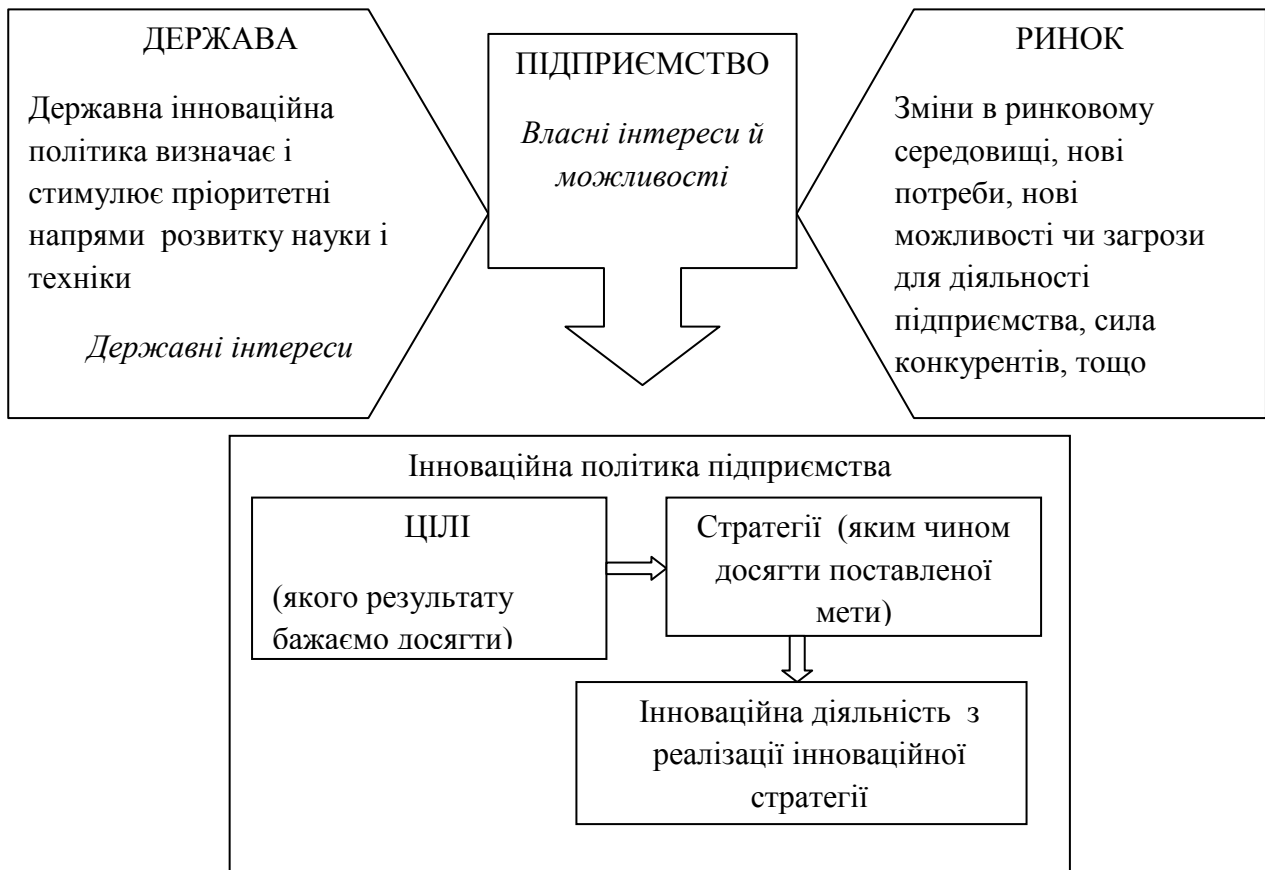 ДЕРЖАВА
Державна інноваційна
політика визначає і
стимулює пріоритетні
напрями розвитку науки і
техніки
Державні інтереси
ПІДПРИЄМСТВО
Власні інтереси й
можливості
РИНОК
Зміни в ринковому
середовищі, нові
потреби, нові
можливості чи загрози
для діяльності
підприємства, сила
конкурентів, тощо
Інноваційна політика підприємства
ЦІЛІ
(якого результату
бажаємо досягти)
Стратегії (яким чином
досягти поставленої
мети)
Інноваційна діяльність з
реалізації інноваційної
стратегії